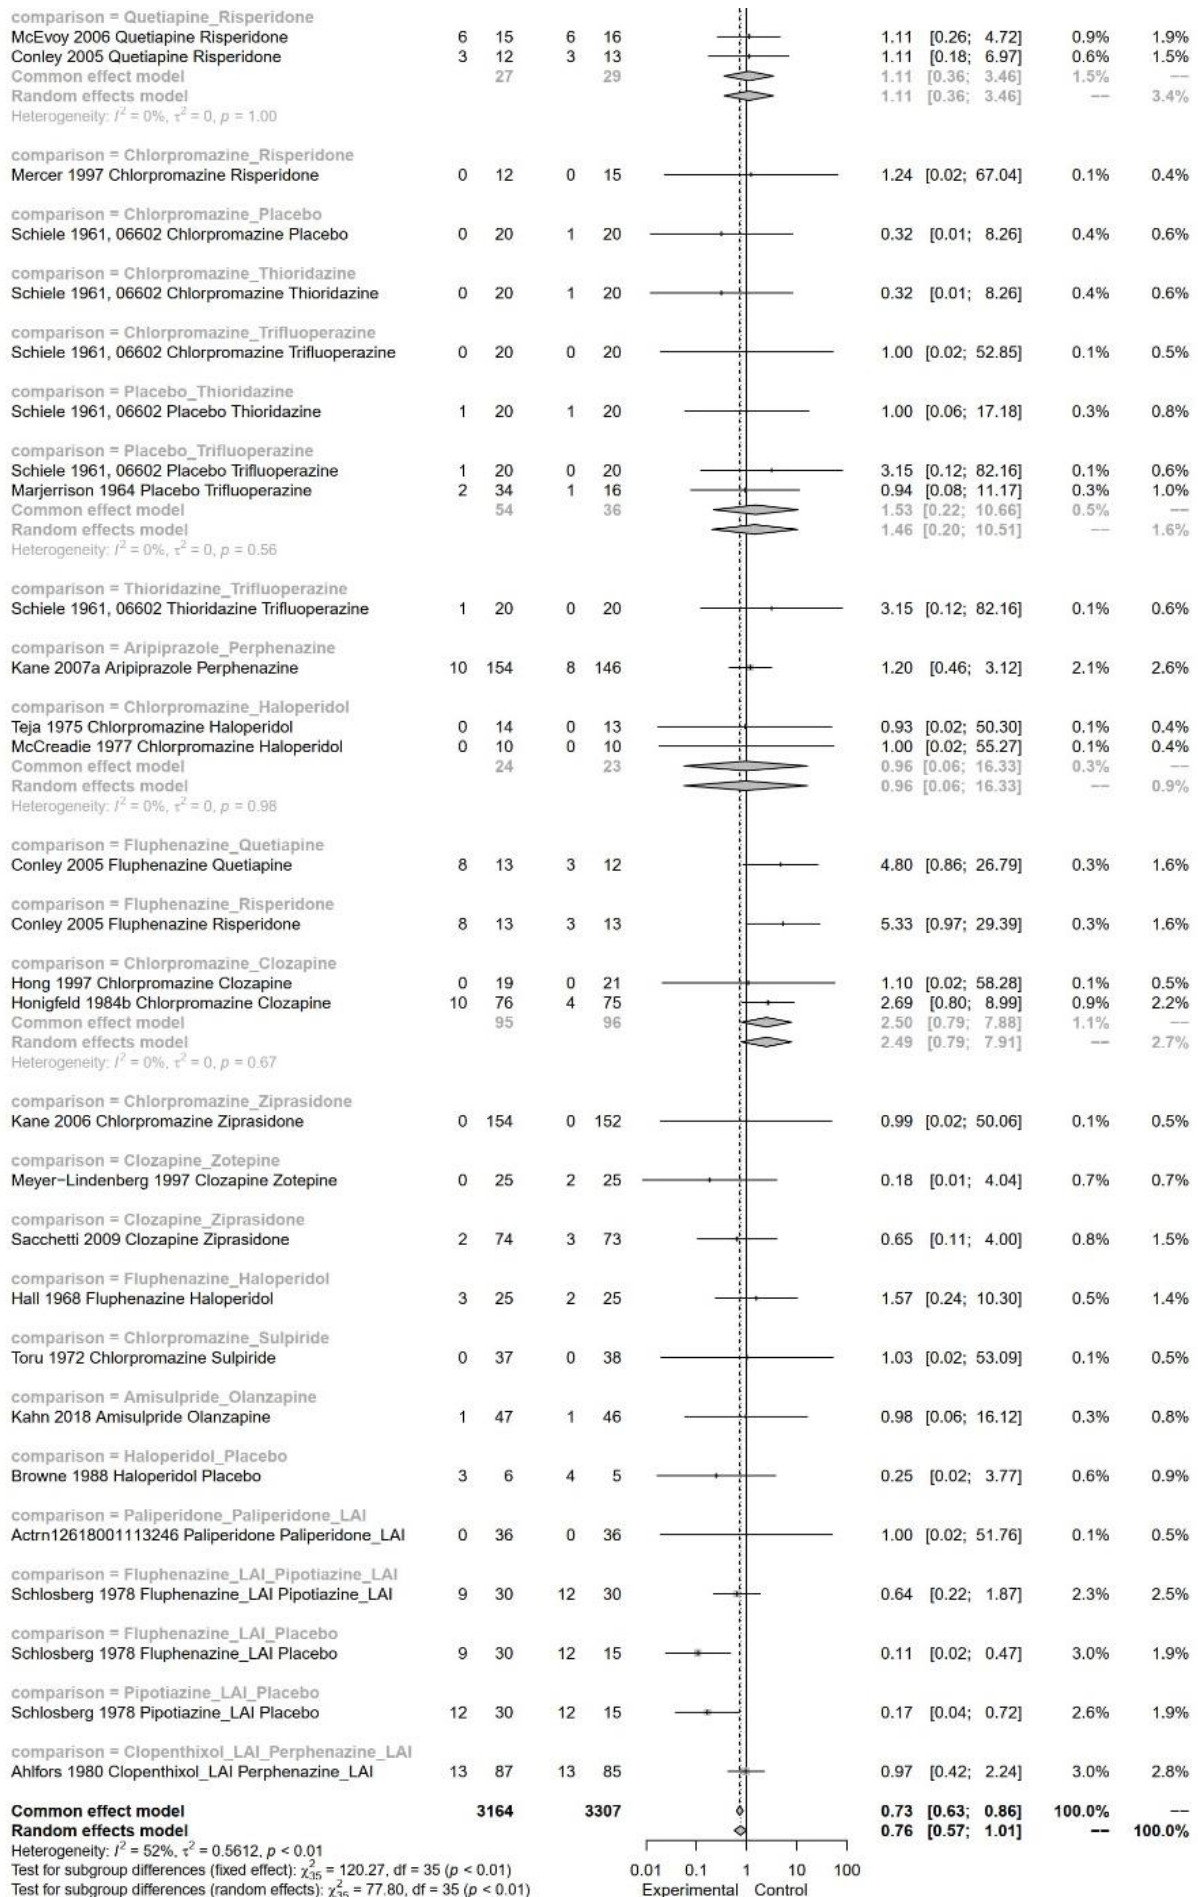 comparison = Quetiapine_Risperidone
McEvoy 2006 Quetiapine Risperidone 6 15 6 16 1.11 [0.26; 4.72] 0.9% 1.9%
Conley 2005 Quetiapine Risperidone 3 12 3 13 1.11 [0.18; 6.97] 0.6% 1.5%
Common effect model 27 29 1.11 [0.36; 3.46] 1.5% --
Random effects model 1.11 [0.36; 3.46] -- 3.4%
Heterogeneity: I² = 0%, τ² = 0, p = 1.00
comparison = Chlorpromazine_Risperidone
Mercer 1997 Chlorpromazine Risperidone 0 12 0 15 1.24 [0.02; 67.04] 0.1% 0.4%
comparison = Chlorpromazine_Placebo
Schiele 1961, 06602 Chlorpromazine Placebo 0 20 1 20 0.32 [0.01; 8.26] 0.4% 0.6%
comparison = Chlorpromazine_Thioridazine
Schiele 1961, 06602 Chlorpromazine Thioridazine 0 20 1 20 0.32 [0.01; 8.26] 0.4% 0.6%
comparison = Chlorpromazine_Trifluoperazine
Schiele 1961, 06602 Chlorpromazine Trifluoperazine 0 20 0 20 1.00 [0.02; 52.85] 0.1% 0.5%
comparison = Placebo_Thioridazine
Schiele 1961, 06602 Placebo Thioridazine 1 20 1 20 1.00 [0.06; 17.18] 0.3% 0.8%
comparison = Placebo_Trifluoperazine
Schiele 1961, 06602 Placebo Trifluoperazine 1 20 0 20 3.15 [0.12; 82.16] 0.1% 0.6%
Marjerrison 1964 Placebo Trifluoperazine 2 34 1 16 0.94 [0.08; 11.17] 0.3% 1.0%
Common effect model 54 36 1.53 [0.22; 10.66] 0.5% --
Random effects model 1.46 [0.20; 10.51] -- 1.6%
Heterogeneity: I² = 0%, τ² = 0, p = 0.56
comparison = Thioridazine_Trifluoperazine
Schiele 1961, 06602 Thioridazine Trifluoperazine 1 20 0 20 3.15 [0.12; 82.16] 0.1% 0.6%
comparison = Aripiprazole_Perphenazine
Kane 2007a Aripiprazole Perphenazine 10 154 8 146 1.20 [0.46; 3.12] 2.1% 2.6%
comparison = Chlorpromazine_Haloperidol
Teja 1975 Chlorpromazine Haloperidol 0 14 0 13 0.93 [0.02; 50.30] 0.1% 0.4%
McCreadie 1977 Chlorpromazine Haloperidol 0 10 0 10 1.00 [0.02; 55.27] 0.1% 0.4%
Common effect model 24 23 0.96 [0.06; 16.33] 0.3% --
Random effects model 0.96 [0.06; 16.33] -- 0.9%
Heterogeneity: I² = 0%, τ² = 0, p = 0.98
comparison = Fluphenazine_Quetiapine
Conley 2005 Fluphenazine Quetiapine 8 13 3 12 4.80 [0.86; 26.79] 0.3% 1.6%
comparison = Fluphenazine_Risperidone
Conley 2005 Fluphenazine Risperidone 8 13 3 13 5.33 [0.97; 29.39] 0.3% 1.6%
comparison = Chlorpromazine_Clozapine
Hong 1997 Chlorpromazine Clozapine 0 19 0 21 1.10 [0.02; 58.28] 0.1% 0.5%
Honigfeld 1984b Chlorpromazine Clozapine 10 76 4 75 2.69 [0.80; 8.99] 0.9% 2.2%
Common effect model 95 96 2.50 [0.79; 7.88] 1.1% --
Random effects model 2.49 [0.79; 7.91] -- 2.7%
Heterogeneity: I² = 0%, τ² = 0, p = 0.67
comparison = Chlorpromazine_Ziprasidone
Kane 2006 Chlorpromazine Ziprasidone 0 154 0 152 0.99 [0.02; 50.06] 0.1% 0.5%
comparison = Clozapine_Zotepine
Meyer−Lindenberg 1997 Clozapine Zotepine 0 25 2 25 0.18 [0.01; 4.04] 0.7% 0.7%
comparison = Clozapine_Ziprasidone
Sacchetti 2009 Clozapine Ziprasidone 2 74 3 73 0.65 [0.11; 4.00] 0.8% 1.5%
comparison = Fluphenazine_Haloperidol
Hall 1968 Fluphenazine Haloperidol 3 25 2 25 1.57 [0.24; 10.30] 0.5% 1.4%
comparison = Chlorpromazine_Sulpiride
Toru 1972 Chlorpromazine Sulpiride 0 37 0 38 1.03 [0.02; 53.09] 0.1% 0.5%
comparison = Amisulpride_Olanzapine
Kahn 2018 Amisulpride Olanzapine 1 47 1 46 0.98 [0.06; 16.12] 0.3% 0.8%
comparison = Haloperidol_Placebo
Browne 1988 Haloperidol Placebo 3 6 4 5 0.25 [0.02; 3.77] 0.6% 0.9%
comparison = Paliperidone_Paliperidone_LAI
Actrn12618001113246 Paliperidone Paliperidone_LAI 0 36 0 36 1.00 [0.02; 51.76] 0.1% 0.5%
comparison = Fluphenazine_LAI_Pipotiazine_LAI
Schlosberg 1978 Fluphenazine_LAI Pipotiazine_LAI 9 30 12 30 0.64 [0.22; 1.87] 2.3% 2.5%
comparison = Fluphenazine_LAI_Placebo
Schlosberg 1978 Fluphenazine_LAI Placebo 9 30 12 15 0.11 [0.02; 0.47] 3.0% 1.9%
comparison = Pipotiazine_LAI_Placebo
Schlosberg 1978 Pipotiazine_LAI Placebo 12 30 12 15 0.17 [0.04; 0.72] 2.6% 1.9%
comparison = Clopenthixol_LAI_Perphenazine_LAI
Ahlfors 1980 Clopenthixol_LAI Perphenazine_LAI 13 87 13 85 0.97 [0.42; 2.24] 3.0% 2.8%
Common effect model 3164 3307 0.73 [0.63; 0.86] 100.0% --
Random effects model 0.76 [0.57; 1.01] -- 100.0%
Heterogeneity: I² = 52%, τ² = 0.5612, p < 0.01
Test for subgroup differences (fixed effect): χ²₃₅ = 120.27, df = 35 (p < 0.01)
0.01 0.1 0 10 100
Test for subgroup differences (random effects): χ²₃₅ = 77.80, df = 35 (p < 0.01)
Experimental Control